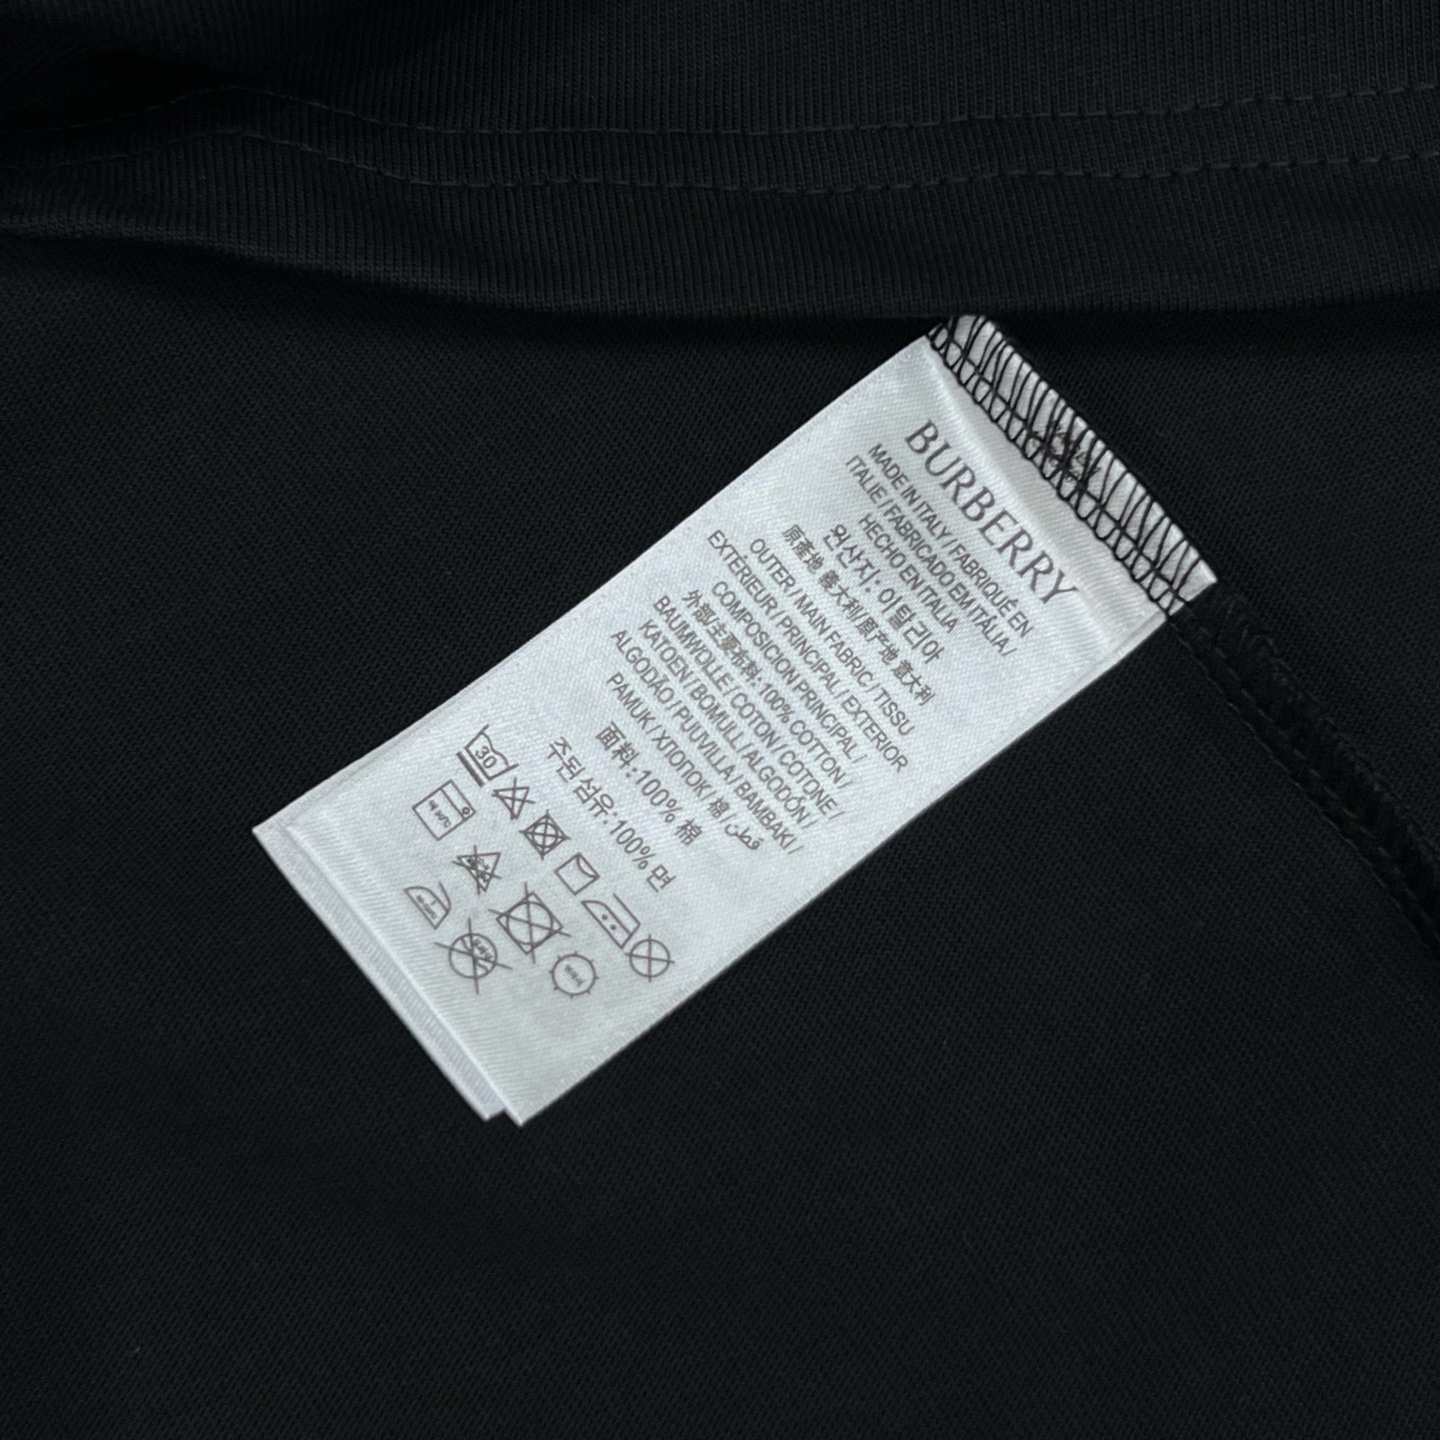 BURBERRY
MADE IN ITALY / FABRIQUÉ EN
ITALIE / FABRICADO EM ITÁLIA /
HECHO EN ITALIA
원산지: 이탈리아
原產地 意大利/原产地 意大利
OUTER / MAIN FABRIC / TISSU
EXTÉRIEUR / PRINCIPAL / EXTERIOR
COMPOSICION PRINCIPAL /
外部/主要布料: 100% COTTON /
BAUMWOLLE / COTON / COTONE /
KATOEN / BOMULL / ALGODÓN /
ALGODÃO / PUUVILLA / BAMBAKI /
PAMUK / ХЛОПОК / 棉 / قطن
面料: 100% 棉
주된섬유: 100% 면
30